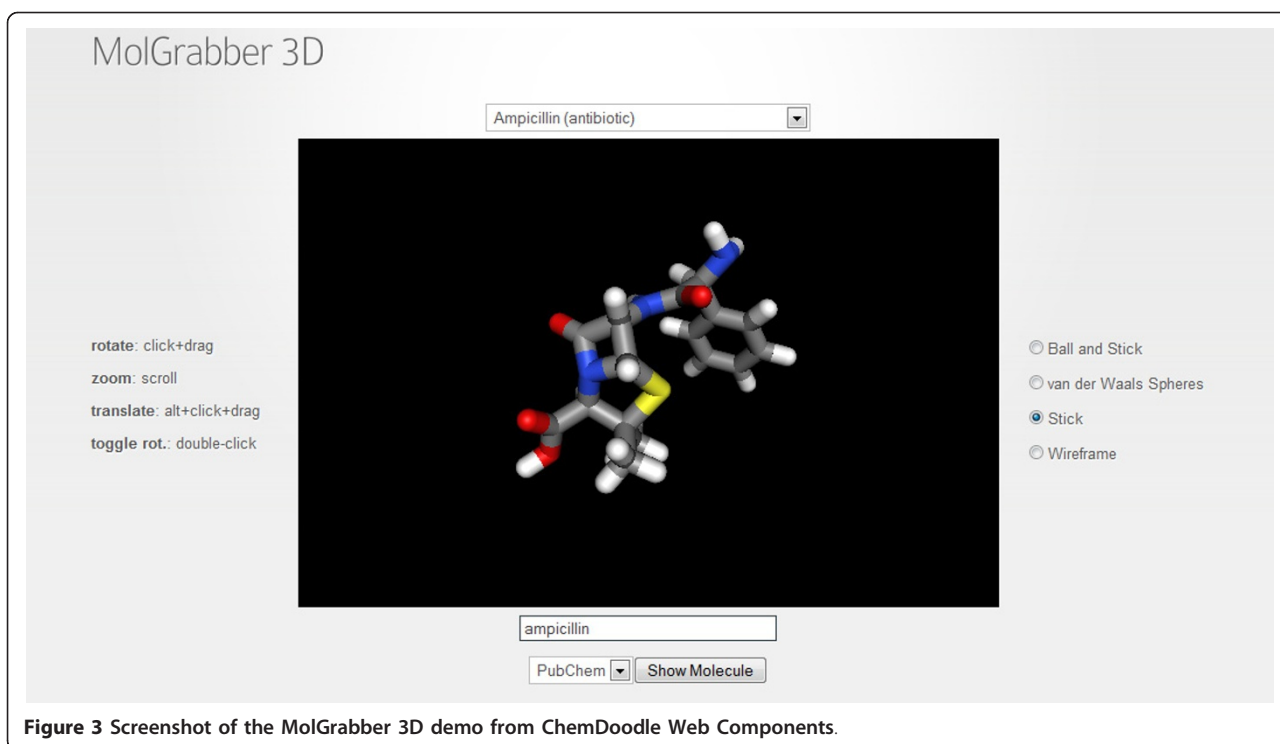 MolGrabber 3D
Ampicillin (antibiotic)
rotate: click+drag
zoom: scroll
translate: alt+click+drag
toggle rot.: double-click
Ball and Stick
van der Waals Spheres
Stick
Wireframe
ampicillin
PubChem
Show Molecule
Figure 3 Screenshot of the MolGrabber 3D demo from ChemDoodle Web Components.